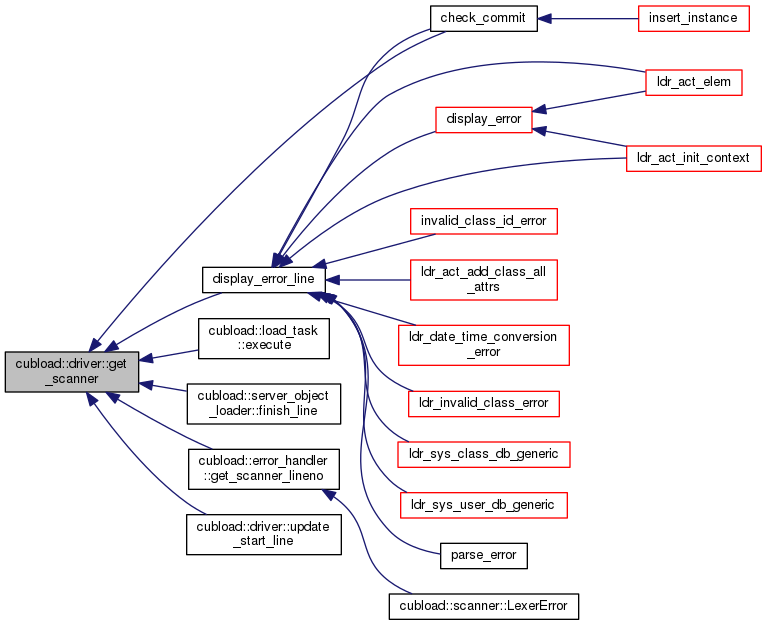 check_commit
insert_instance
ldr_act_elem
display_error
ldr_act_init_context
invalid_class_id_error
display_error_line
ldr_act_add_class_all
_attrs
cubload::load_task
::execute
ldr_date_time_conversion
_error
cubload::driver::get
_scanner
cubload::server_object
_loader::finish_line
ldr_invalid_class_error
cubload::error_handler
::get_scanner_lineno
ldr_sys_class_db_generic
ldr_sys_user_db_generic
cubload::driver::update
_start_line
parse_error
cubload::scanner::LexerError